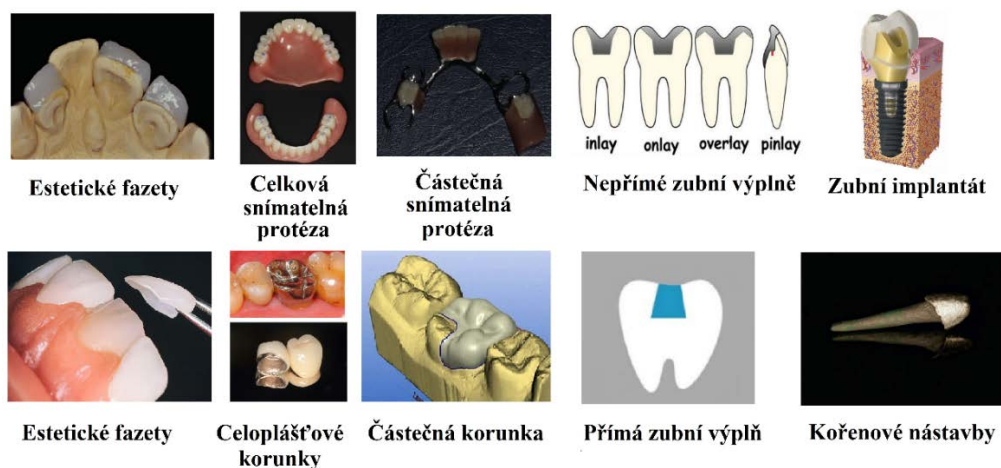 inlay onlay overlay pinlay
Estetické fazety
Celková
snímatelná
protéza
Částečná
snímatelná
protéza
Nepřímé zubní výplně
Zubní implantát
Estetické fazety
Celoplášťové
korunky
Částečná korunka
Přímá zubní výplň
Kořenové nástavby